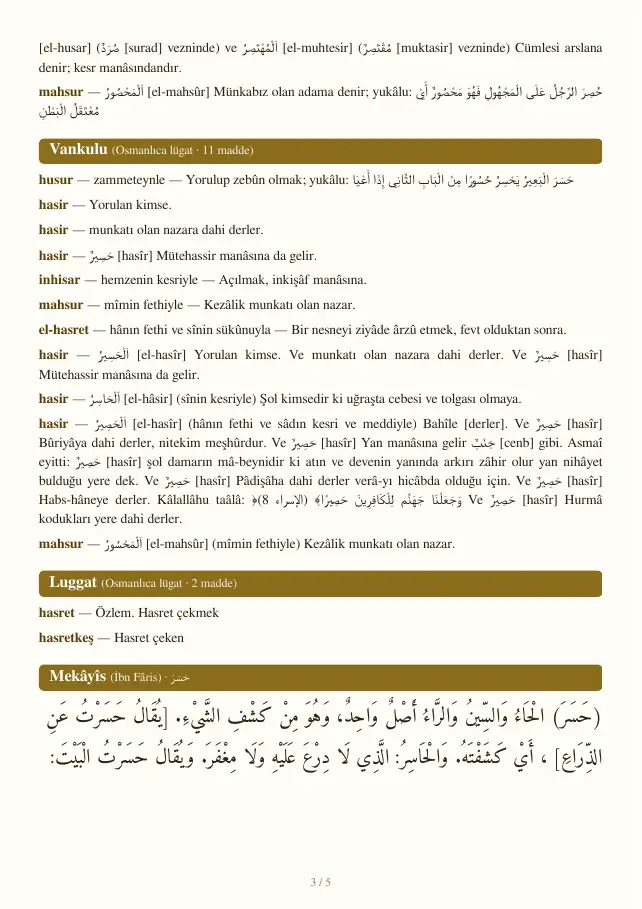 [el-husar] (صُرَدٌ [surad] vezninde) ve اَلْمُهْتَصِرُ [el-muhtesir] (مُقْتَصِرٌ [muktasir] vezninde) Cümlesi arslana
denir; kesr manâsındandır.
mahsur — اَلْمَحْصُورُ [el-mahsûr] Münkabız olan adama denir; yukâlu: حُصِرَ الرَّجُلُ عَلَى الْمَجْهُولِ فَهُوَ مَحْصُورٌ أَيْ
مُعْتَقَلُ الْبَطْنِ
Vankulu (Osmanlıca lügat · 11 madde)
husur — zammeteynle — Yorulup zebûn olmak; yukâlu: حَسَرَ الْبَعِيرُ يَحْسِرُ حُسُورًا مِنَ الْبَابِ الثَّانِي إِذَا أَعْيَا
hasir — Yorulan kimse.
hasir — munkatı olan nazara dahi derler.
hasir — حَسِيرٌ [hasîr] Mütehassir manâsına da gelir.
inhisar — hemzenin kesriyle — Açılmak, inkişâf manâsına.
mahsur — mîmin fethiyle — Kezâlik munkatı olan nazar.
el-hasret — hânın fethi ve sînin sükûnuyla — Bir nesneyi ziyâde ârzû etmek, fevt olduktan sonra.
hasir — اَلْحَسِيرُ [el-hasîr] Yorulan kimse. Ve munkatı olan nazara dahi derler. Ve حَسِيرٌ [hasîr]
Mütehassir manâsına da gelir.
hasir — اَلْحَاسِرُ [el-hâsir] (sînin kesriyle) Şol kimsedir ki uğraşta cebesi ve tolgası olmaya.
hasir — اَلْحَصِيرُ [el-hasîr] (hânın fethi ve sâdın kesri ve meddiyle) Bahîle [derler]. Ve حَصِيرٌ [hasîr]
Bûriyâya dahi derler, nitekim meşhûrdur. Ve حَصِيرٌ [hasîr] Yan manâsına gelir جَنْبٌ [cenb] gibi. Asmaî
eyitti: حَصِيرٌ [hasîr] şol damarın mâ-beynidir ki atın ve devenin yanında arkırı zâhir olur yan nihâyet
bulduğu yere dek. Ve حَصِيرٌ [hasîr] Pâdişâha dahi derler verâ-yı hicâbda olduğu için. Ve حَصِيرٌ [hasîr]
Habs-hâneye derler. Kâlallâhu taâlâ: ﴿وَجَعَلْنَا جَهَنَّمَ لِلْكَافِرِينَ حَصِيرًا﴾ (الإسراء 8) Ve حَصِيرٌ [hasîr] Hurmâ
kodukları yere dahi derler.
mahsur — اَلْمَحْسُورُ [el-mahsûr] (mîmin fethiyle) Kezâlik munkatı olan nazar.
Luggat (Osmanlıca lügat · 2 madde)
hasret — Özlem. Hasret çekmek
hasretkeş — Hasret çeken
Mekâyîs (İbn Fâris) · حَسَرَ
(حَسَرَ) الْحَاءُ وَالسِّينُ وَالرَّاءُ أَصْلٌ وَاحِدٌ، وَهُوَ مِنْ كَشْفِ الشَّيْءِ. [يُقَالُ حَسَرْتُ عَنِ
الذِّرَاعِ] ، أَيْ كَشَفْتَهُ. وَالْحَاسِرُ: الَّذِي لَا دِرْعَ عَلَيْهِ وَلَا مِغْفَرَ. وَيُقَالُ حَسَرْتُ الْبَيْتَ:
3 / 5